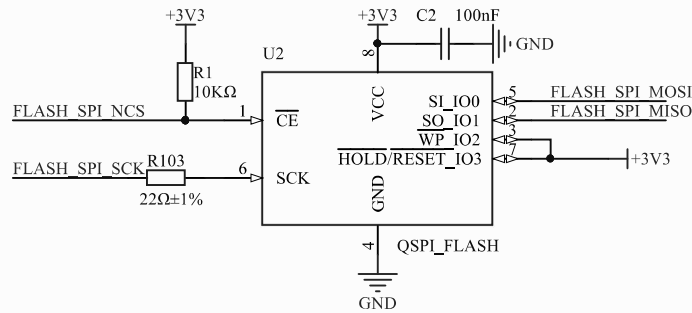 +3V3
+3V3
C2
100nF
GND
U2
8
R1
10KΩ
VCC
FLASH_SPI_NCS
1
CE
SI_IO0
5
FLASH_SPI_MOSI
SO_IO1
2
FLASH_SPI_MISO
WP_IO2
3
HOLD/RESET_IO3
7
+3V3
FLASH_SPI_SCK
R103
6
SCK
22Ω±1%
GND
4
QSPI_FLASH
GND